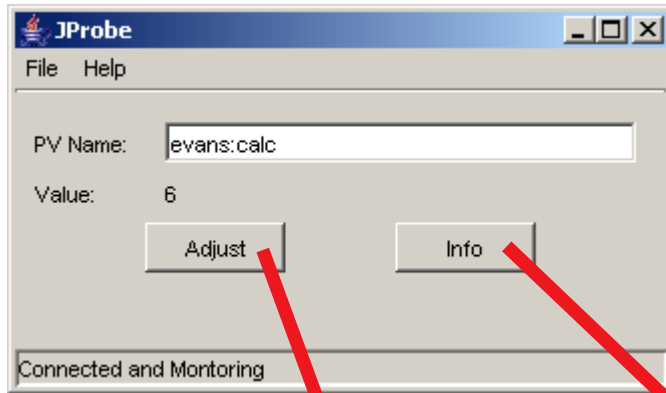 JProbe
File Help
PV Name: evans:calc
Value: 6
Adjust Info
Connected and Montoring